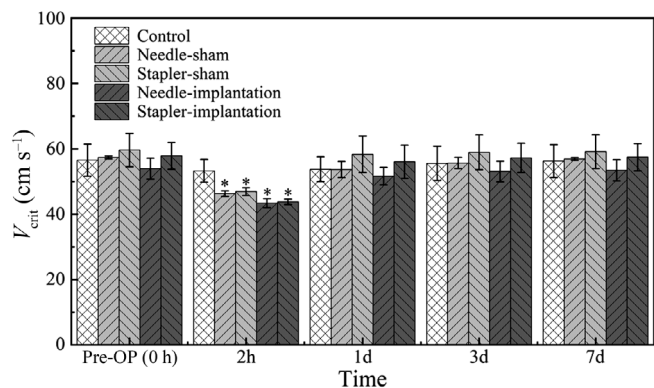 100
80
60
40
20
0
V_crit (cm s⁻¹)
Control
Needle-sham
Stapler-sham
Needle-implantation
Stapler-implantation
* * * *
Pre-OP (0 h) 2h 1d 3d 7d
Time